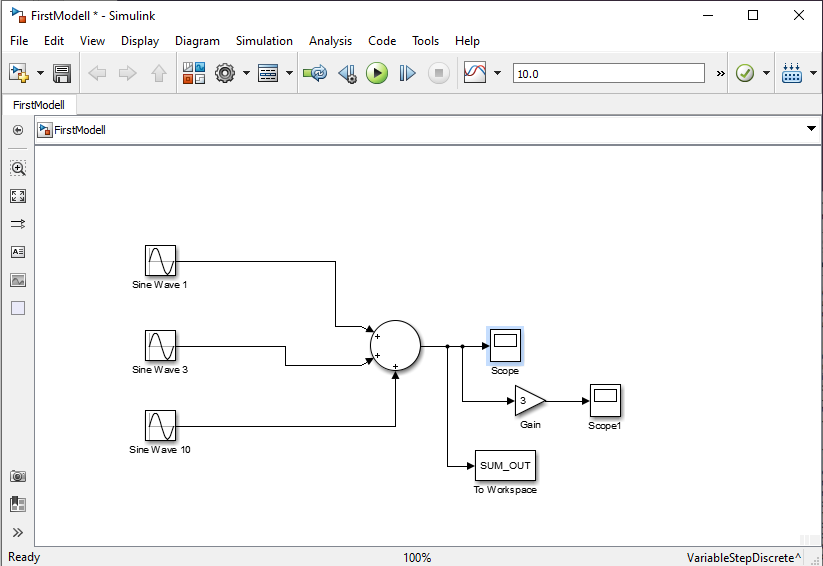 FirstModell * - Simulink
File Edit View Display Diagram Simulation Analysis Code Tools Help
10.0 »
FirstModell
FirstModell
Sine Wave 1
+
Sine Wave 3
+
+
Scope
3
Gain
Scope1
Sine Wave 10
SUM_OUT
To Workspace
Ready 100% VariableStepDiscrete^